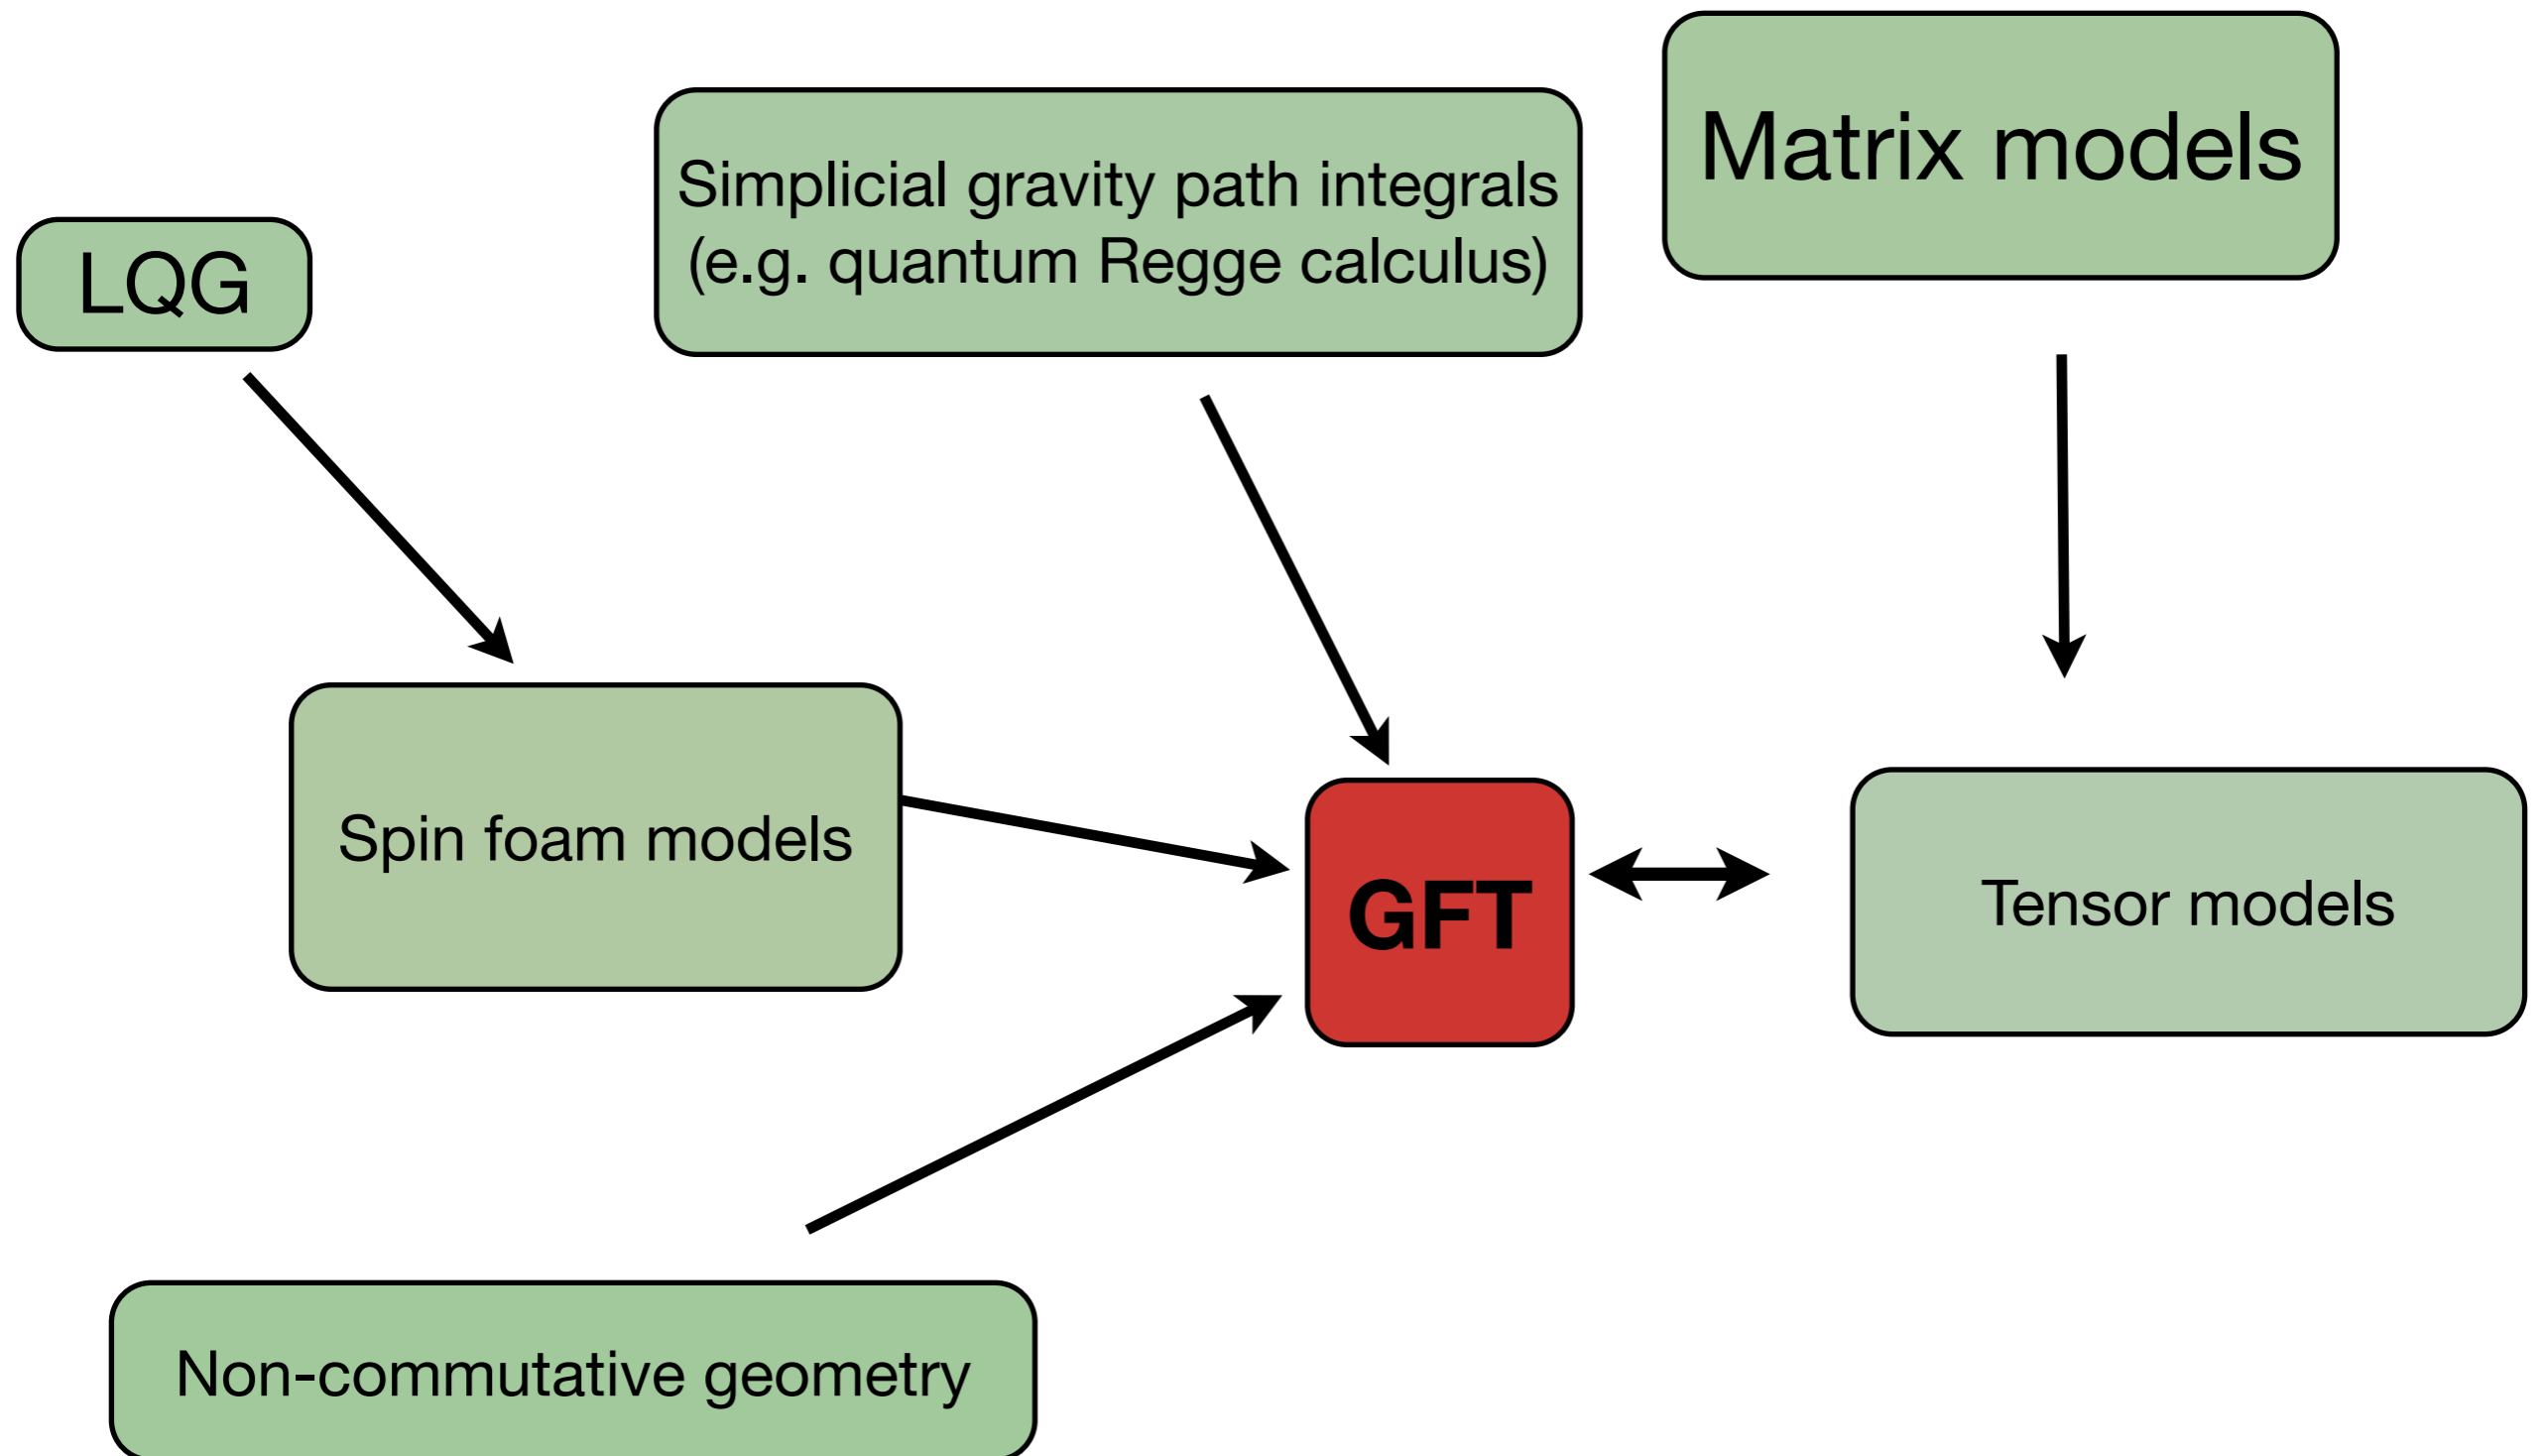 Matrix models
Simplicial gravity path integrals
(e.g. quantum Regge calculus)
LQG
Spin foam models
GFT
Tensor models
Non-commutative geometry